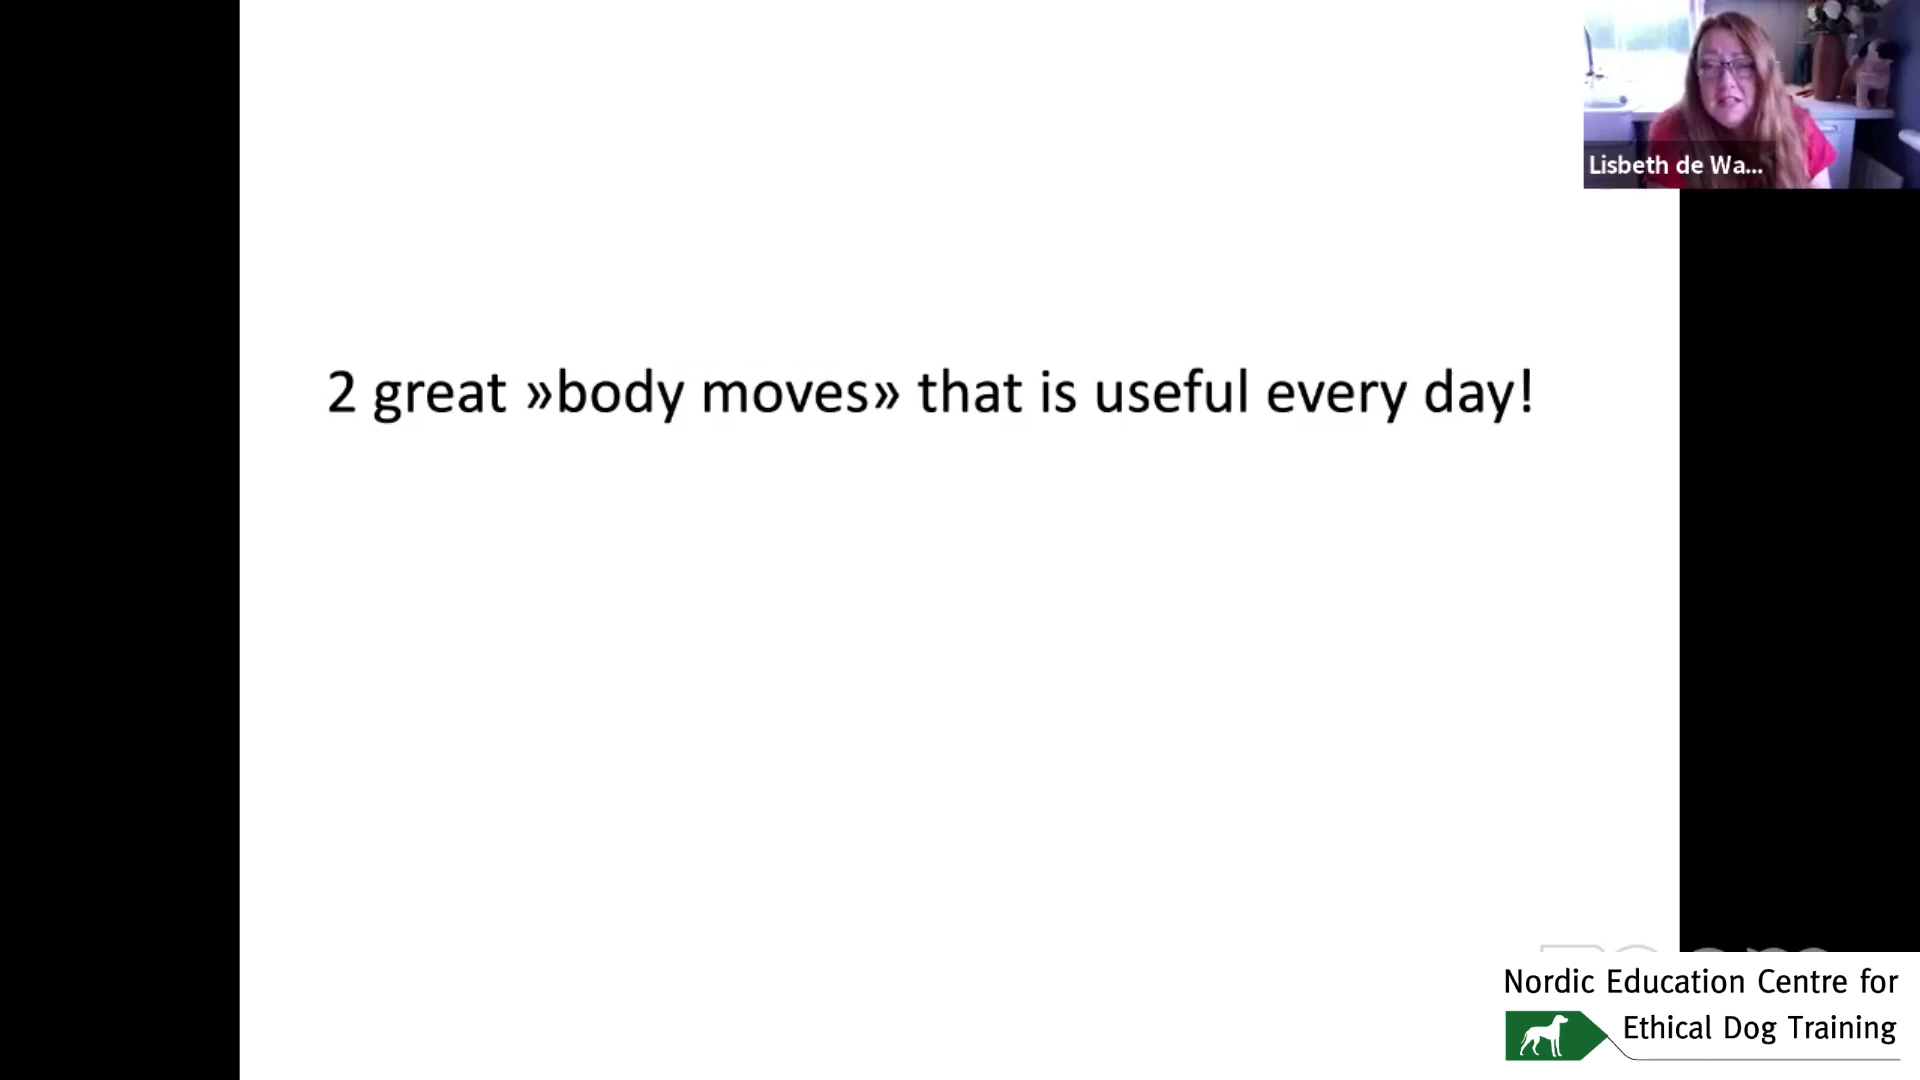 Lisbeth de Wa...
2 great »body moves» that is useful every day!
Nordic Education Centre for
Ethical Dog Training